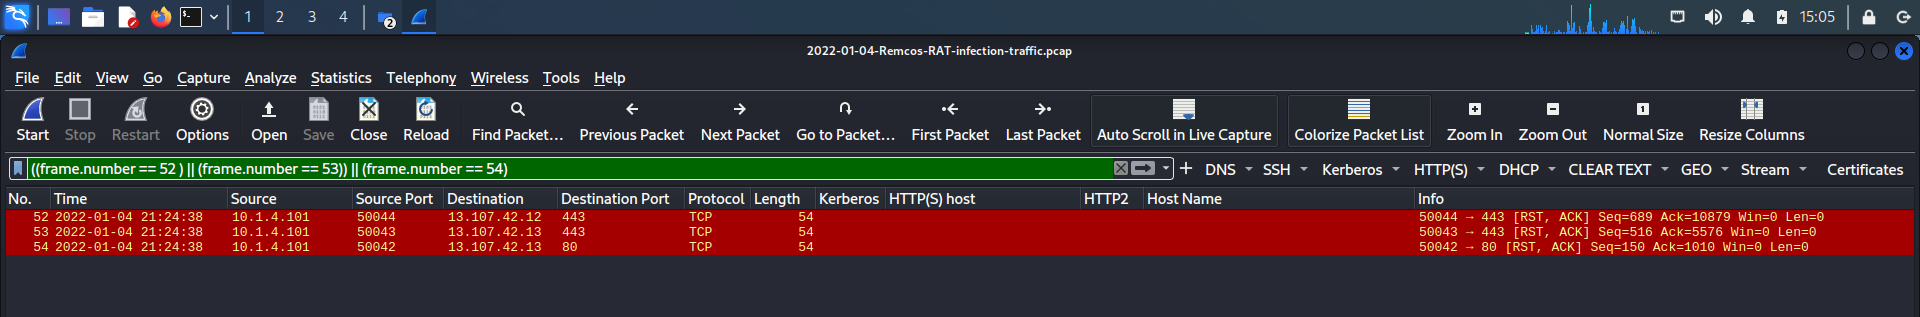 1 2 3 4 2 15:05
2022-01-04-Remcos-RAT-infection-traffic.pcap
File Edit View Go Capture Analyze Statistics Telephony Wireless Tools Help
Start Stop Restart Options Open Save Close Reload Find Packet... Previous Packet Next Packet Go to Packet... First Packet Last Packet Auto Scroll in Live Capture Colorize Packet List Zoom In Zoom Out Normal Size Resize Columns
((frame.number == 52 ) || (frame.number == 53)) || (frame.number == 54) + DNS SSH Kerberos HTTP(S) DHCP CLEAR TEXT GEO Stream Certificates
No. Time Source Source Port Destination Destination Port Protocol Length Kerberos HTTP(S) host HTTP2 Host Name Info
52 2022-01-04 21:24:38 10.1.4.101 50044 13.107.42.12 443 TCP 54 50044 → 443 [RST, ACK] Seq=689 Ack=10879 Win=0 Len=0
53 2022-01-04 21:24:38 10.1.4.101 50043 13.107.42.13 443 TCP 54 50043 → 443 [RST, ACK] Seq=516 Ack=5576 Win=0 Len=0
54 2022-01-04 21:24:38 10.1.4.101 50042 13.107.42.13 80 TCP 54 50042 → 80 [RST, ACK] Seq=150 Ack=1010 Win=0 Len=0